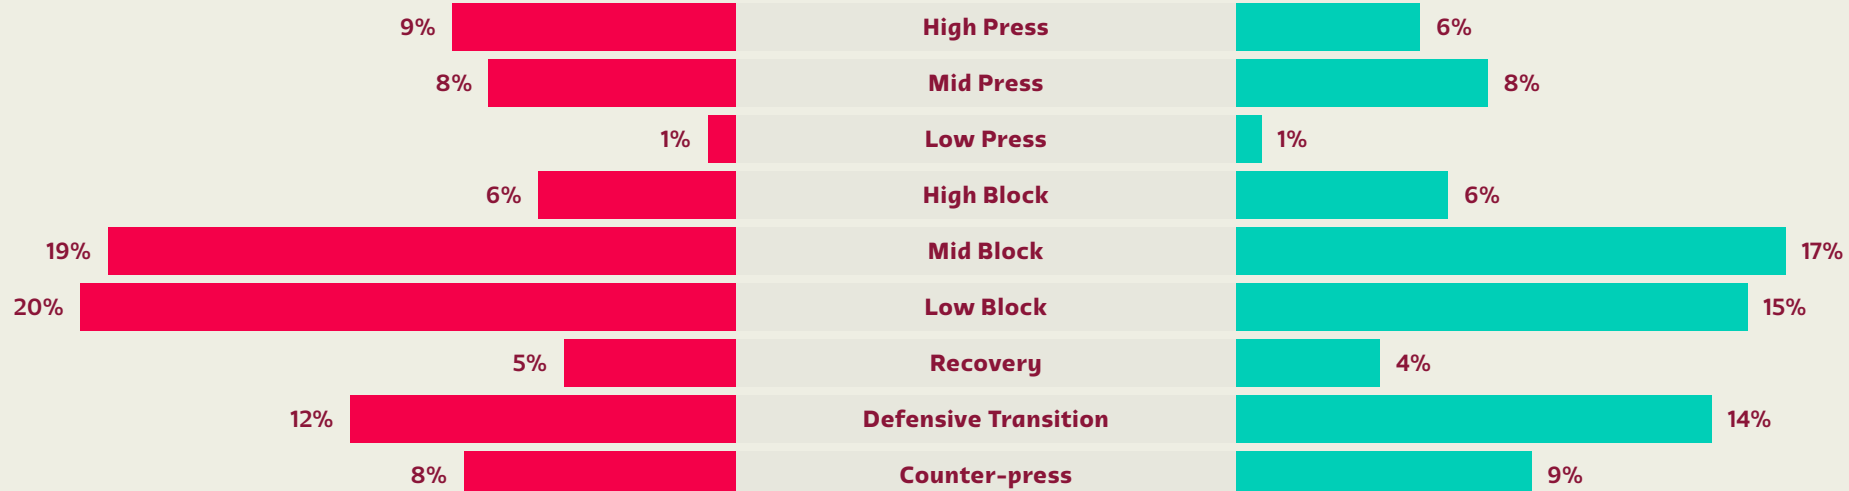 9% High Press 6%
8% Mid Press 8%
1% Low Press 1%
6% High Block 6%
19% Mid Block 17%
20% Low Block 15%
5% Recovery 4%
12% Defensive Transition 14%
8% Counter-press 9%